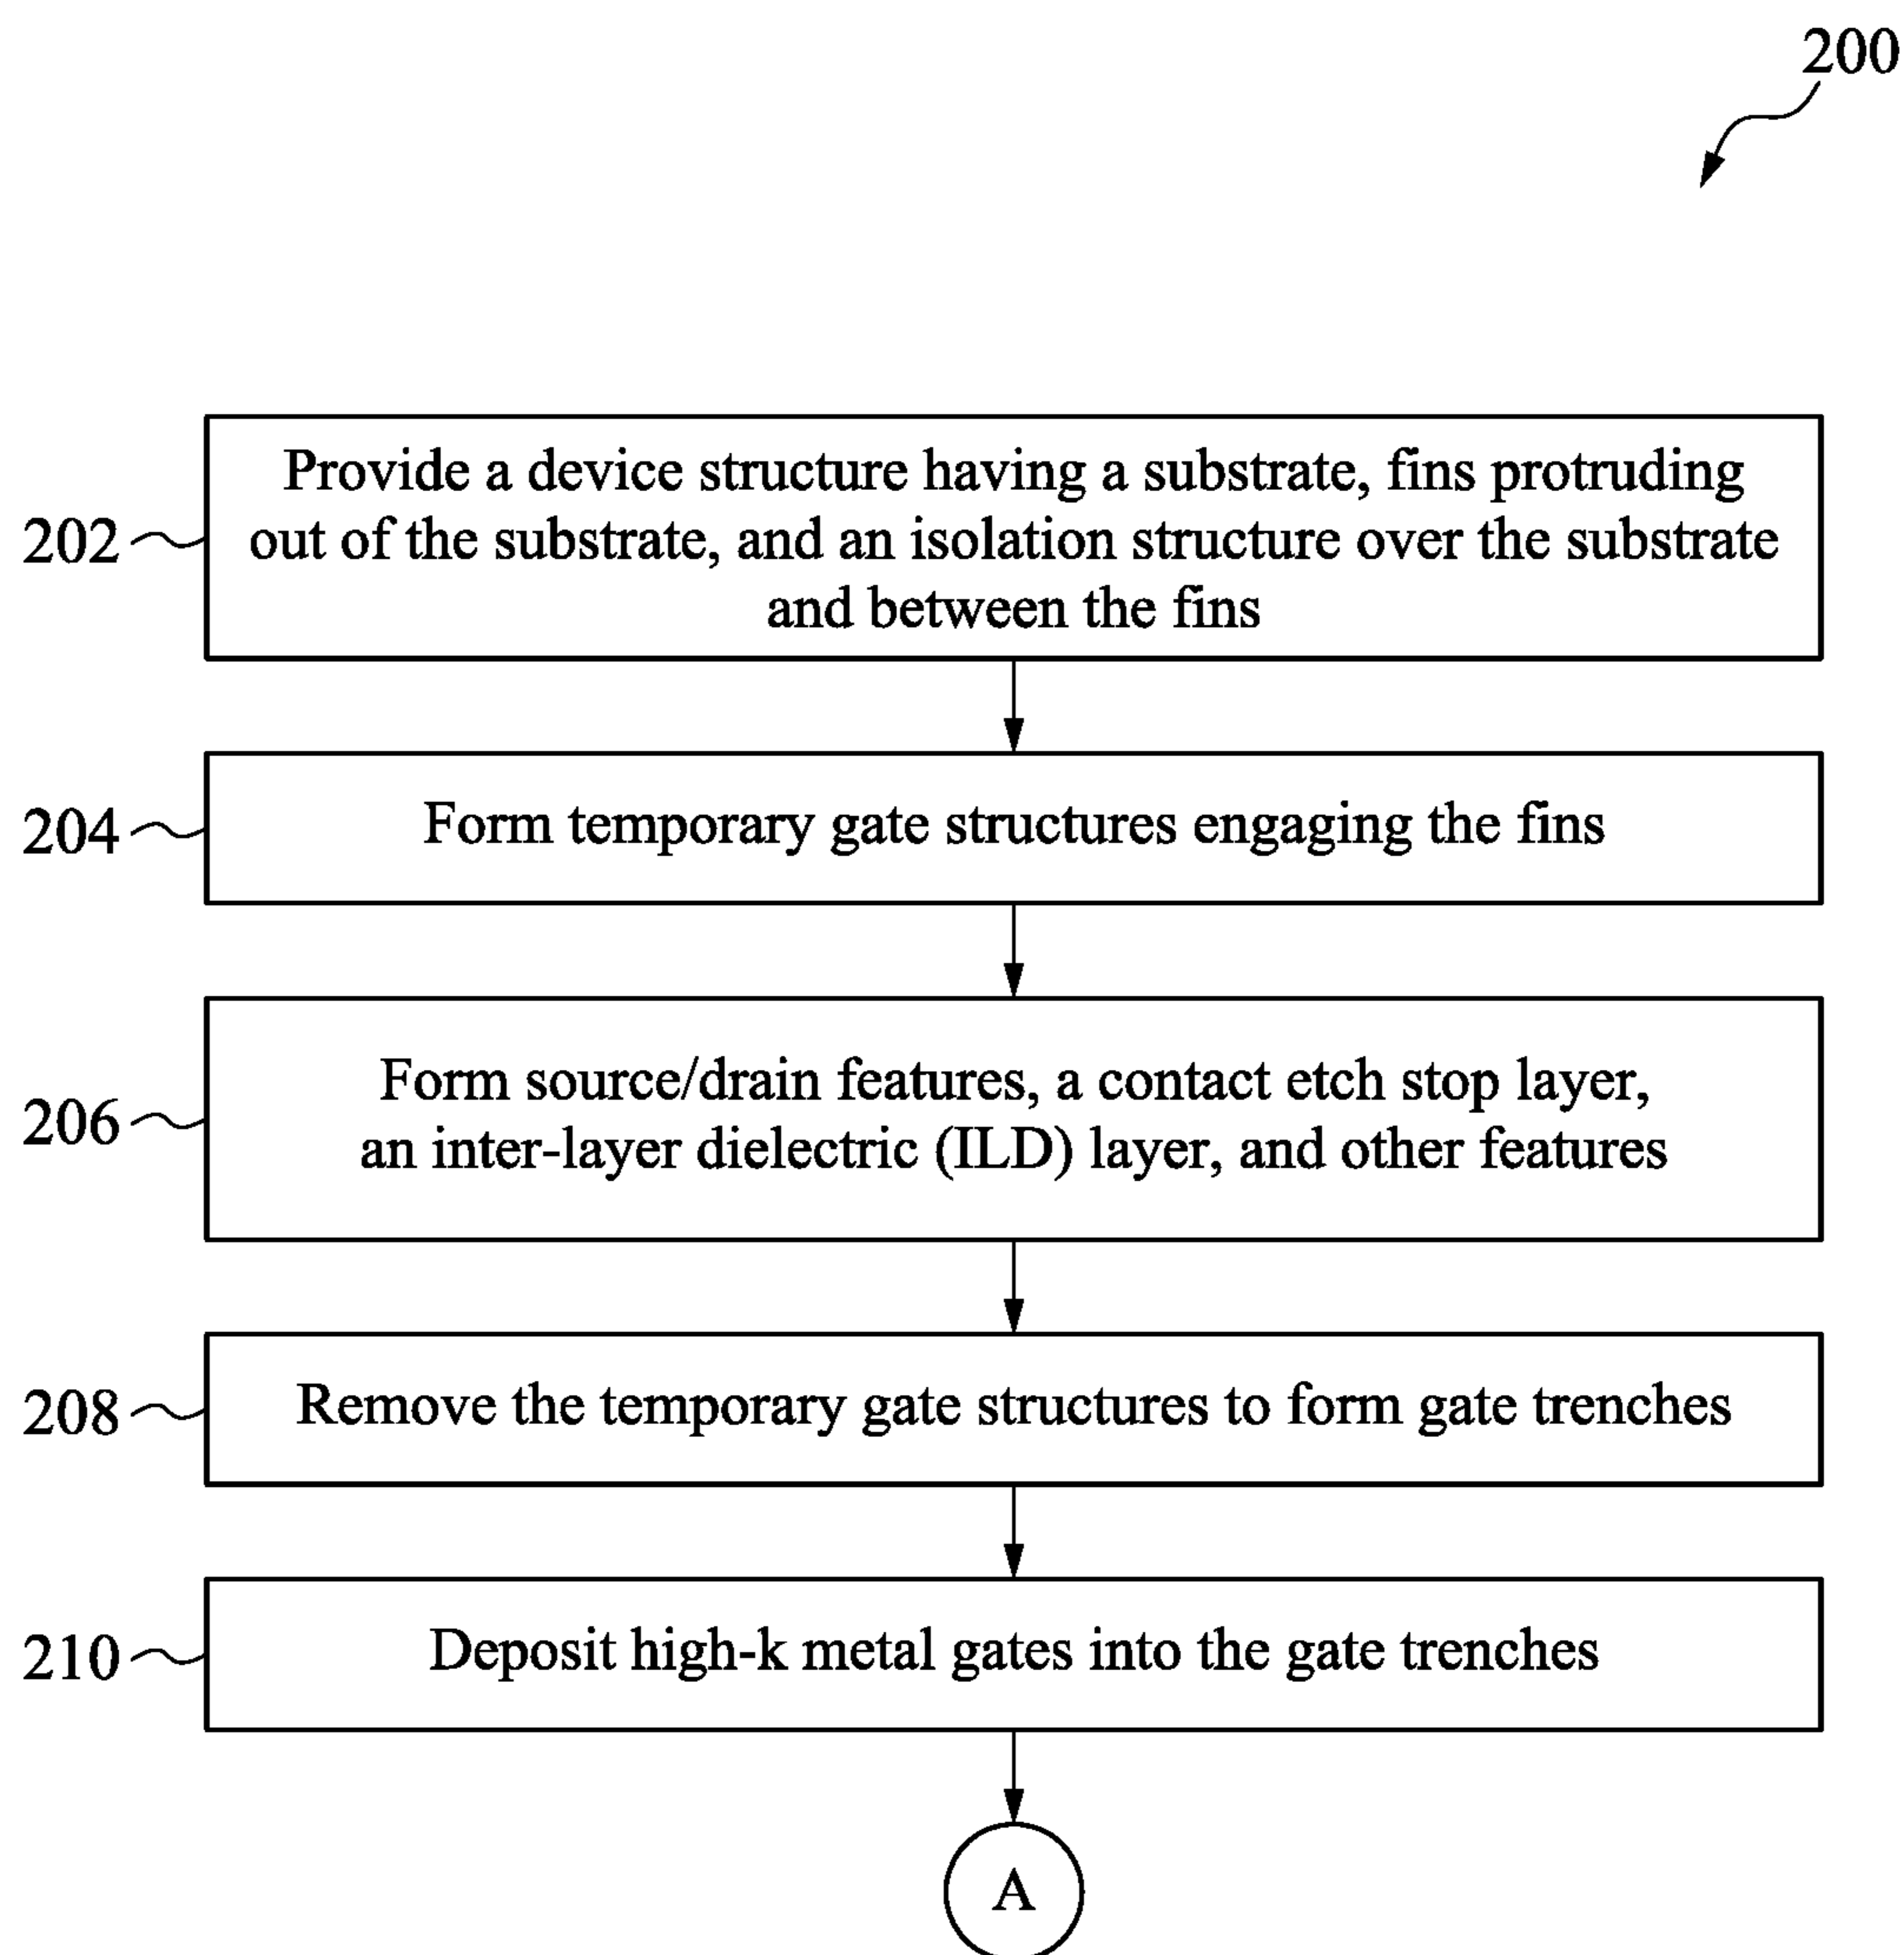 200
202
Provide a device structure having a substrate, fins protruding
out of the substrate, and an isolation structure over the substrate
and between the fins
204
Form temporary gate structures engaging the fins
206
Form source/drain features, a contact etch stop layer,
an inter-layer dielectric (ILD) layer, and other features
208
Remove the temporary gate structures to form gate trenches
210
Deposit high-k metal gates into the gate trenches
A